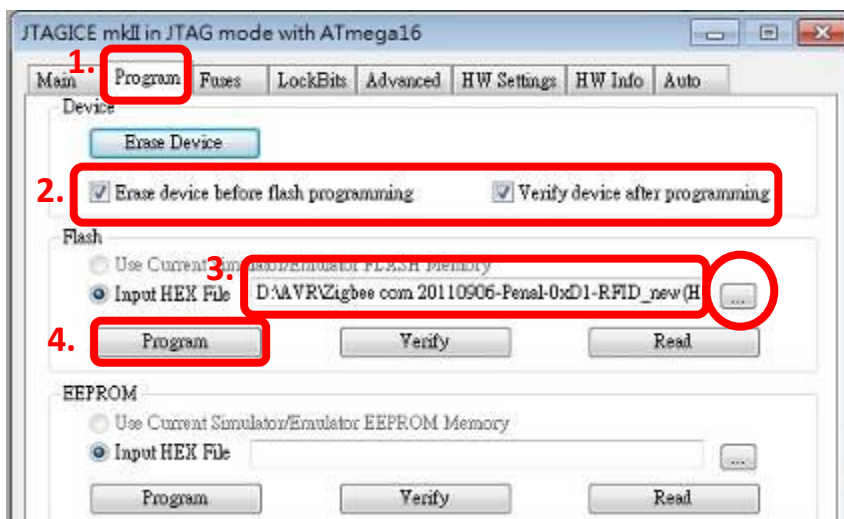 JTAGICE mkII in JTAG mode with ATmega16
1.
Main Program Fuses LockBits Advanced HW Settings HW Info Auto
Device
Erase Device
2. Erase device before flash programming Verify device after programming
Flash
Use Current Simulator/Emulator FLASH Memory
3.
Input HEX File D:\AVR\Zigbee com 20110906-Penal-0xD1-RFID_new(H ...
4. Program Verify Read
EEPROM
Use Current Simulator/Emulator EEPROM Memory
Input HEX File ...
Program Verify Read